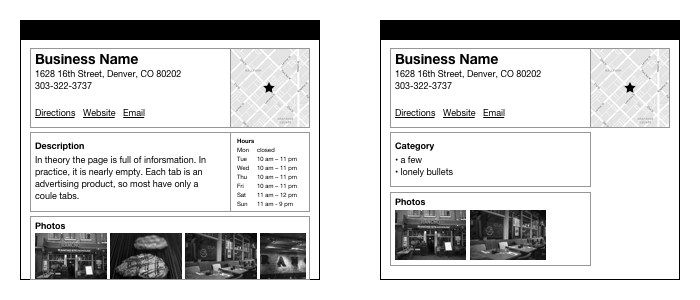 Business Name
1628 16th Street, Denver, CO 80202
303-322-3737
Directions Website Email
Description
In theory the page is full of information. In
practice, it is nearly empty. Each tab is an
advertising product, so most have only a
coule tabs.
Hours
Mon closed
Tue 10 am – 11 pm
Wed 10 am – 11 pm
Thu 10 am – 11 pm
Fri 10 am – 11 pm
Sat 11 am – 12 pm
Sun 11 am - 9 pm
Photos
Business Name
1628 16th Street, Denver, CO 80202
303-322-3737
Directions Website Email
Category
• a few
• lonely bullets
Photos